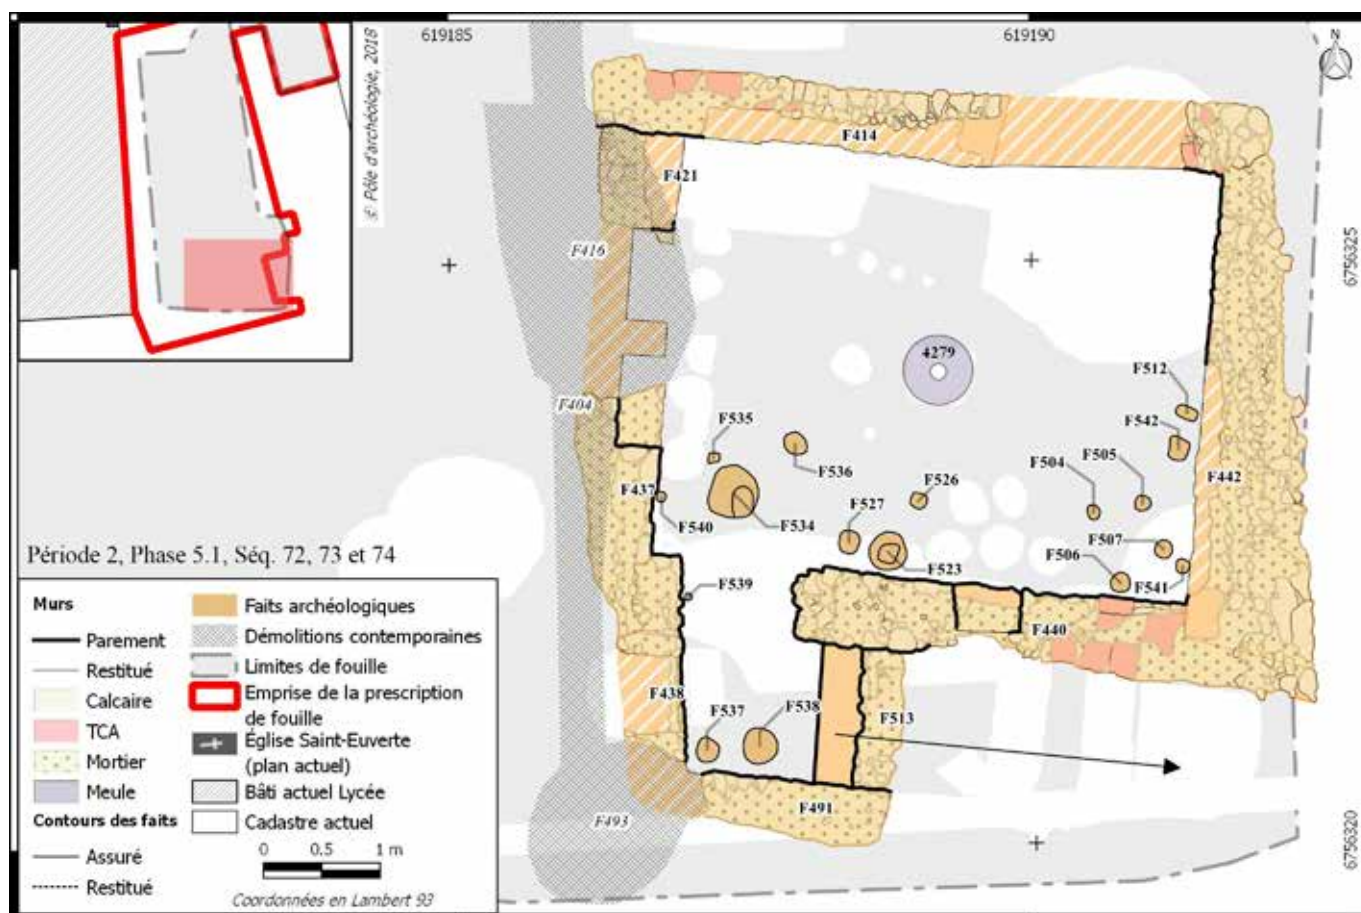 619185
619190
N
© Pôle d'archéologie, 2018
F414
F421
6756325
F416
4279
F512
F404
F535
F542
F536
F504
F505
F526
F442
F437
F527
F540
F534
F507
Période 2, Phase 5.1, Séq. 72, 73 et 74
F506
F523
F541
F539
F440
F438
F537
F538
F513
F491
F493
6756320
Murs
Parement
Restitué
Calcaire
TCA
Mortier
Meule
Contours des faits
Assuré
Restitué
Faits archéologiques
Démolitions contemporaines
Limites de fouille
Emprise de la prescription
de fouille
Église Saint-Euverte
(plan actuel)
Bâti actuel Lycée
Cadastre actuel
0 0.5 1 m
Coordonnées en Lambert 93